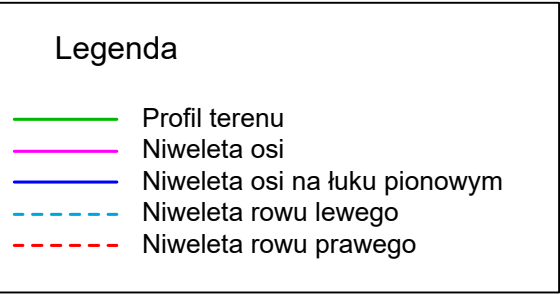 Legenda
Profil terenu
Niweleta osi
Niweleta osi na łuku pionowym
Niweleta rowu lewego
Niweleta rowu prawego